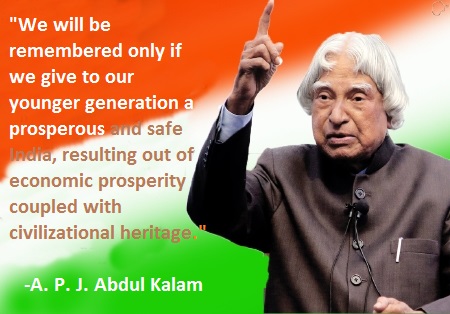 "We will be
remembered only if
we give to our
younger generation a
prosperous and safe
India, resulting out of
economic prosperity
coupled with
civilizational heritage."
-A. P. J. Abdul Kalam